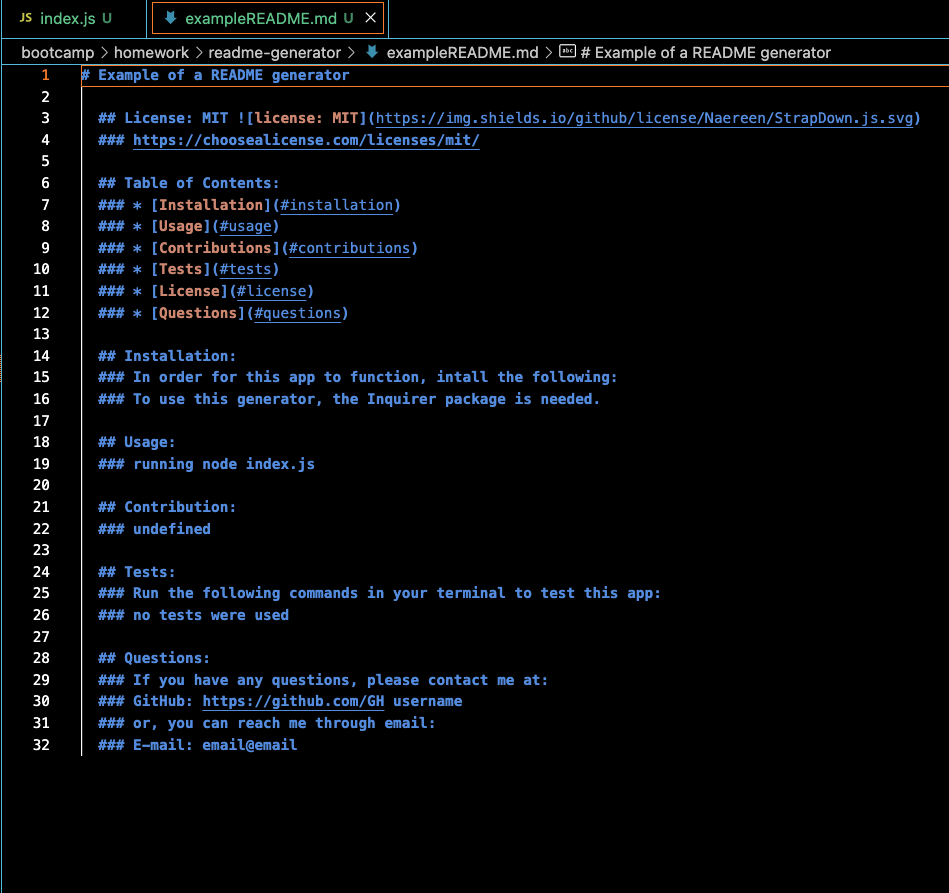 JS index.js U exampleREADME.md U ×
bootcamp > homework > readme-generator > exampleREADME.md > abc # Example of a README generator
1 # Example of a README generator
2
3 ## License: MIT ![license: MIT](https://img.shields.io/github/license/Naereen/StrapDown.js.svg)
4 ### https://choosealicense.com/licenses/mit/
5
6 ## Table of Contents:
7 ### * [Installation](#installation)
8 ### * [Usage](#usage)
9 ### * [Contributions](#contributions)
10 ### * [Tests](#tests)
11 ### * [License](#license)
12 ### * [Questions](#questions)
13
14 ## Installation:
15 ### In order for this app to function, intall the following:
16 ### To use this generator, the Inquirer package is needed.
17
18 ## Usage:
19 ### running node index.js
20
21 ## Contribution:
22 ### undefined
23
24 ## Tests:
25 ### Run the following commands in your terminal to test this app:
26 ### no tests were used
27
28 ## Questions:
29 ### If you have any questions, please contact me at:
30 ### GitHub: https://github.com/GH username
31 ### or, you can reach me through email:
32 ### E-mail: email@email